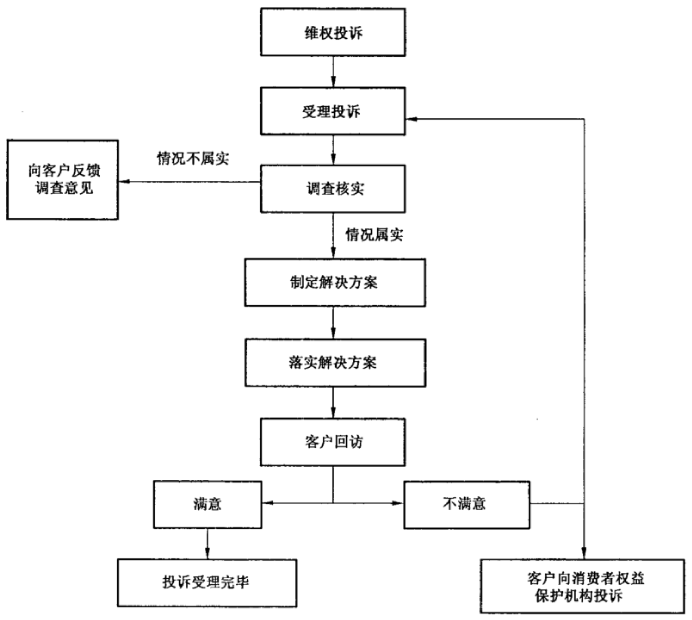 维权投诉
受理投诉
情况不属实
向客户反馈
调查意见
调查核实
情况属实
制定解决方案
落实解决方案
客户回访
满意
不满意
投诉受理完毕
客户向消费者权益
保护机构投诉